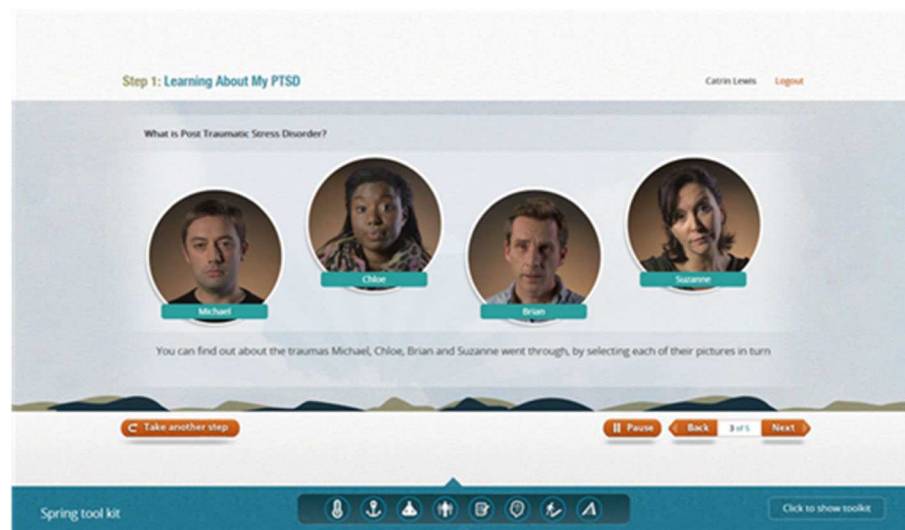 Step 1: Learning About My PTSD
Catrin Lewis Logout
What is Post Traumatic Stress Disorder?
Michael
Chloe
Brian
Suzanne
You can find out about the traumas Michael, Chloe, Brian and Suzanne went through, by selecting each of their pictures in turn
Take another step
Pause
Back
3 of 5
Next
Spring tool kit
Click to show toolkit